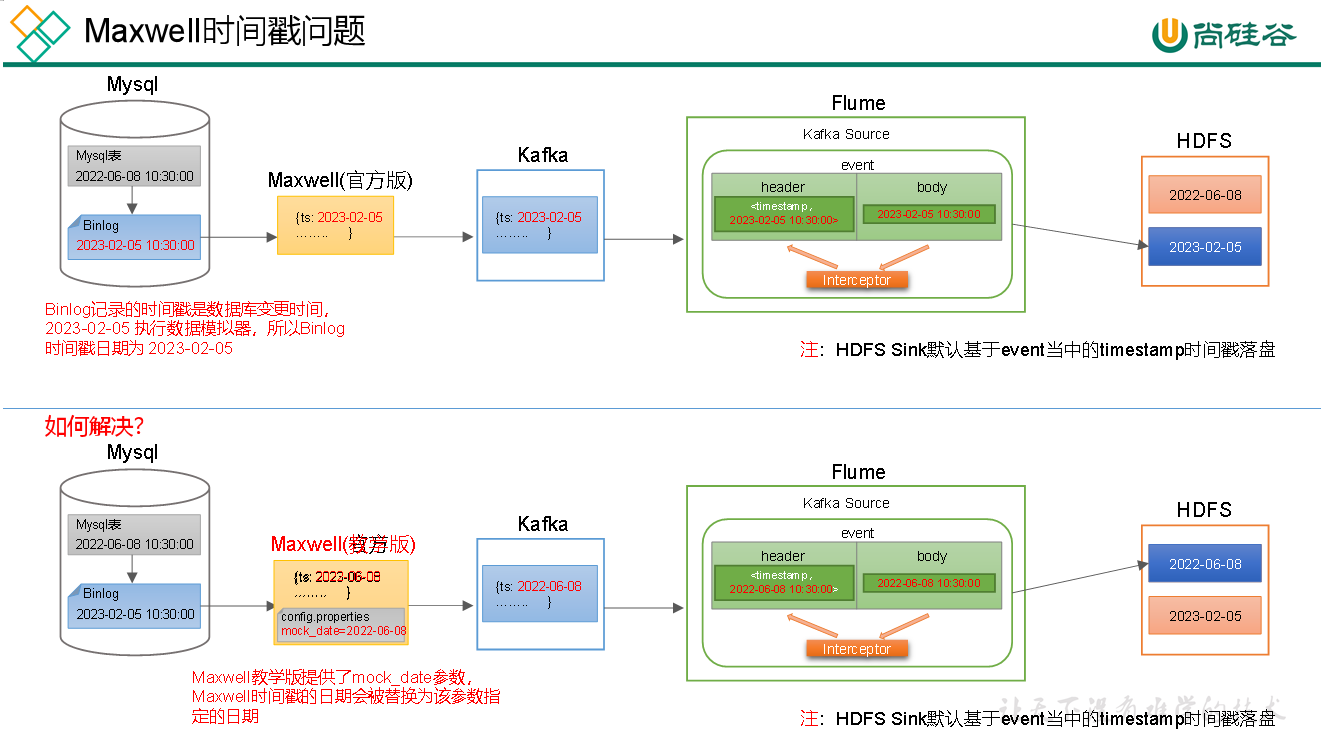 Maxwell时间戳问题
尚硅谷
Mysql
Mysql表
2022-06-08 10:30:00
Binlog
2023-02-05 10:30:00
Maxwell(官方版)
{ts: 2023-02-05
........ }
Kafka
{ts: 2023-02-05
........ }
Flume
Kafka Source
event
header
body
<timestamp,
2023-02-05 10:30:00>
2023-02-05 10:30:00
Interceptor
HDFS
2022-06-08
2023-02-05
Binlog记录的时间戳是数据库变更时间,
2023-02-05 执行数据模拟器，所以Binlog
时间戳日期为 2023-02-05
注：HDFS Sink默认基于event当中的timestamp时间戳落盘
如何解决？
Mysql
Mysql表
2022-06-08 10:30:00
Binlog
2023-02-05 10:30:00
Maxwell(版)
{ts:
........ }
config.properties
mock_date=2022-06-08
Kafka
{ts: 2022-06-08
........ }
Flume
Kafka Source
event
header
body
<timestamp,
2022-06-08 10:30:00>
2022-06-08 10:30:00
Interceptor
HDFS
2022-06-08
2023-02-05
Maxwell教学版提供了mock_date参数,
Maxwell时间戳的日期会被替换为该参数指
定的日期
让天下没有难学的技术
注：HDFS Sink默认基于event当中的timestamp时间戳落盘